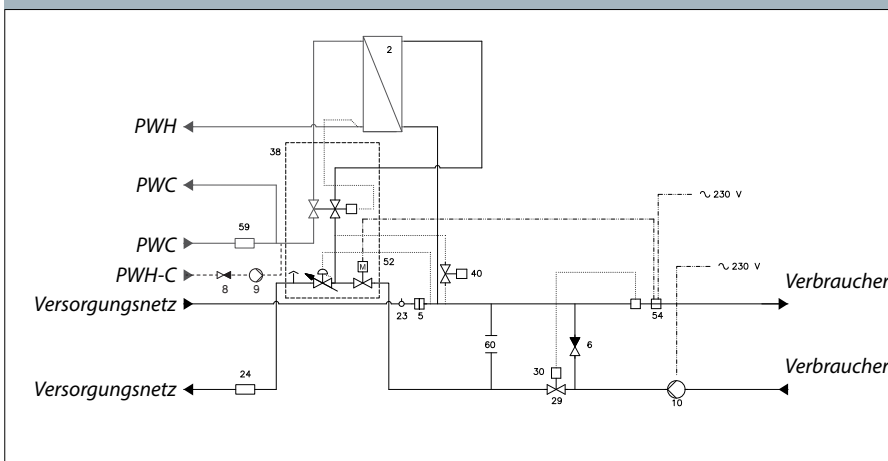 2
PWH
38
PWC
~ 230 V
59
PWC
52
M
40
~ 230 V
PWH-C
8
9
Verbraucher
Versorgungsnetz
23
5
54
60
6
30
Verbraucher
24
Versorgungsnetz
29
10